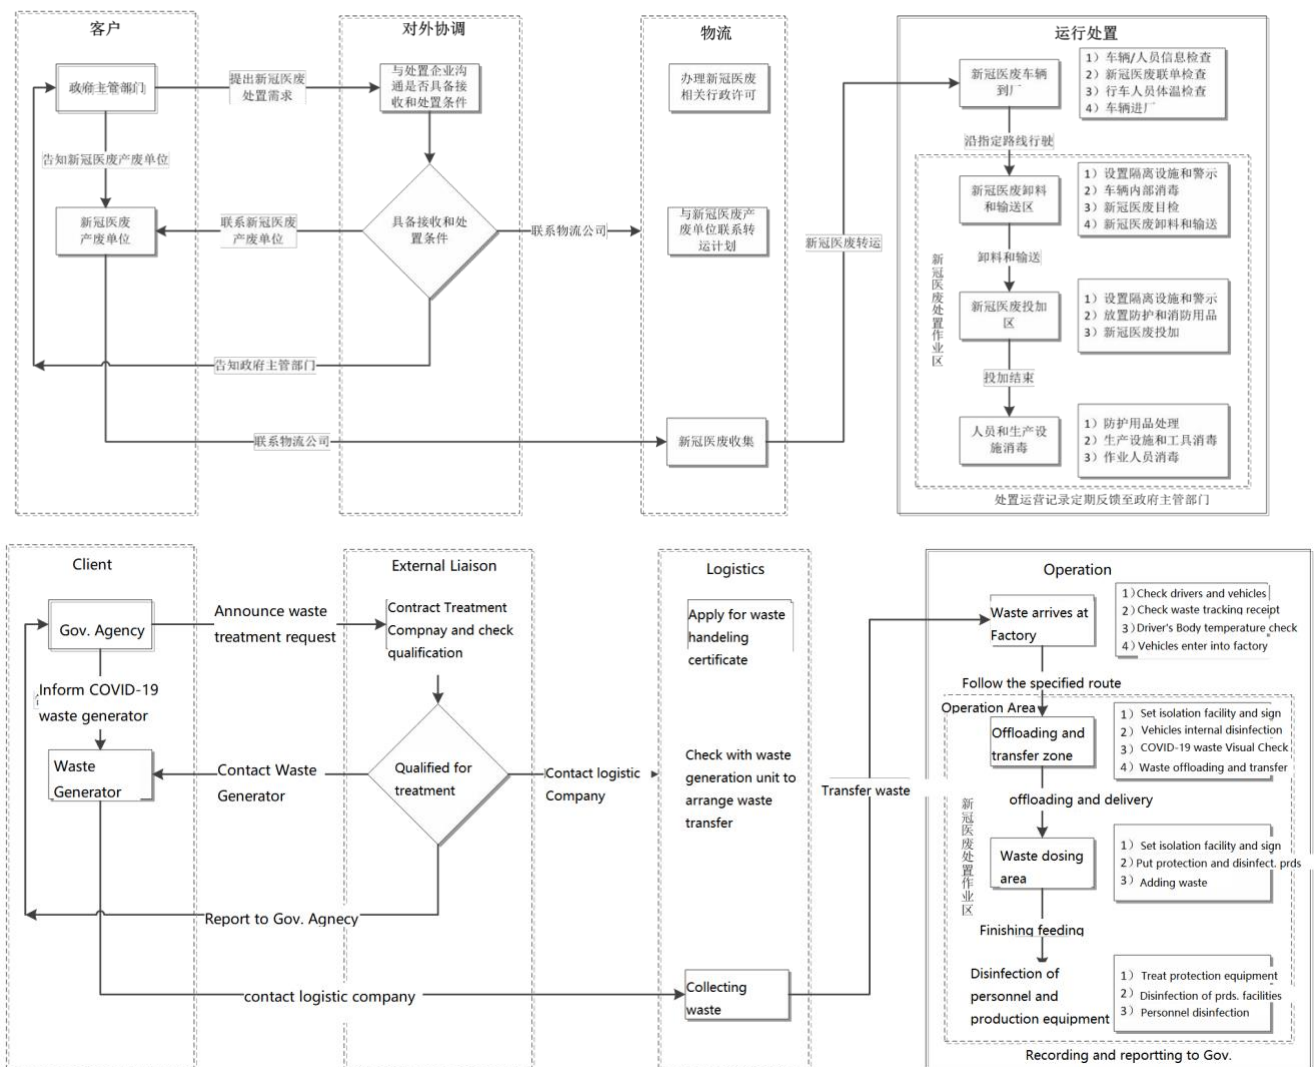 客户
对外协调
物流
运行处置
政府主管部门
提出新冠医废
处置需求
与处置企业沟
通是否具备接
收和处置条件
办理新冠医废
相关行政许可
新冠医废车辆
到厂
1）车辆/人员信息检查
2）新冠医废联单检查
3）行车人员体温检查
4）车辆进厂
告知新冠医废产废单位
沿指定路线行驶
新冠医废
产废单位
联系新冠医废
产废单位
具备接收和处
置条件
联系物流公司
与新冠医废产
废单位联系转
运计划
新冠医废转运
新冠医废卸料
和输送区
1）设置隔离设施和警示
2）车辆内部消毒
3）新冠医废目检
4）新冠医废卸料和输送
卸料和输送
新冠医废处置作业区
新冠医废投加
区
1）设置隔离设施和警示
2）放置防护和消防用品
3）新冠医废投加
告知政府主管部门
投加结束
联系物流公司
新冠医废收集
人员和生产设
施消毒
1）防护用品处理
2）生产设施和工具消毒
3）作业人员消毒
处置运营记录定期反馈至政府主管部门
Client
External Liaison
Logistics
Operation
Gov. Agency
Announce waste
treatment request
Contract Treatment
Compnay and check
qualification
Apply for waste
handeling
certificate
Waste arrives at
Factory
1）Check drivers and vehicles
2）Check waste tracking receipt
3）Driver's Body temperature check
4）Vehicles enter into factory
Inform COVID-19
waste generator
Follow the specified route
Operation Area
Waste
Generator
Contact Waste
Generator
Qualified for
treatment
Contact logistic
Company
Check with waste
generation unit to
arrange waste
transfer
Transfer waste
Offloading and
transfer zone
1）Set isolation facility and sign
2）Vehicles internal disinfection
3）COVID-19 waste Visual Check
4）Waste offloading and transfer
offloading and delivery
新冠医废处置作业区
Waste dosing
area
1）Set isolation facility and sign
2）Put protection and disinfect. prds
3）Adding waste
Report to Gov. Agnecy
Finishing feeding
contact logistic company
Collecting
waste
Disinfection of
personnel and
production equipment
1）Treat protection equipment
2）Disinfection of prds. facilities
3）Personnel disinfection
Recording and reportting to Gov.